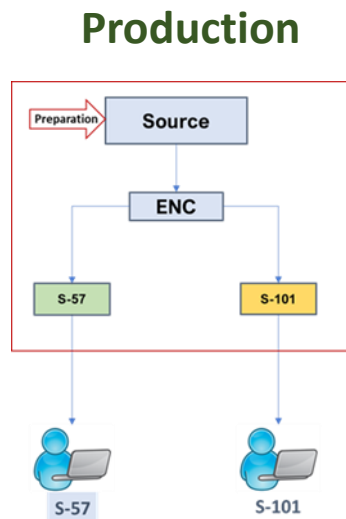 Production
Preparation
Source
ENC
S-57
S-101
S-57
S-101